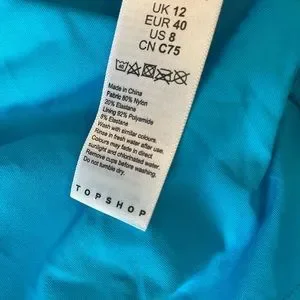 UK 12
EUR 40
US 8
CN C75
40
Made in China
Fabric 80% Nylon
20% Elastane
Lining 92% Polyamide
8% Elastane
Wash with similar colours.
Rinse in fresh water after use.
Colours may fade in direct
sunlight and chlorinated water.
Remove cups before washing.
Do not tumble dry.
TOPSHOP